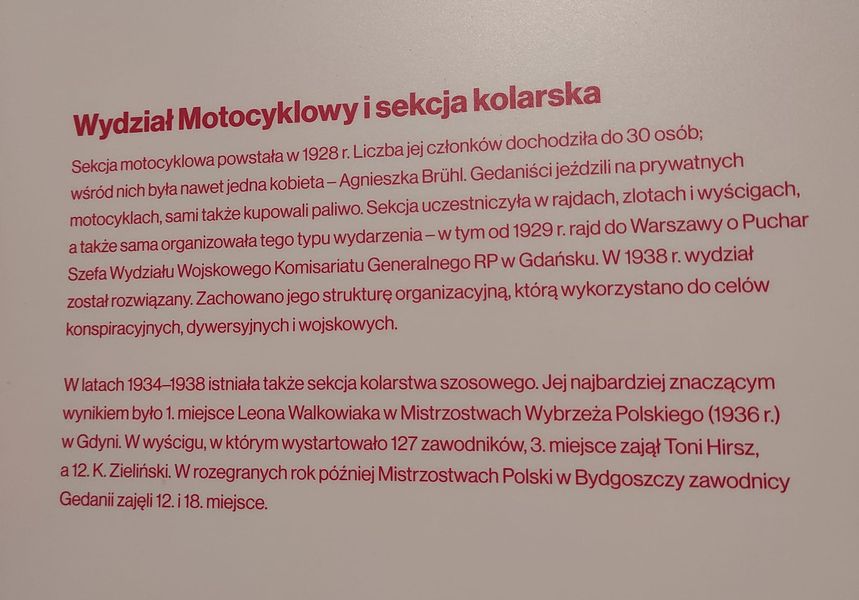 Wydział Motocyklowy i sekcja kolarska
Sekcja motocyklowa powstała w 1928 r. Liczba jej członków dochodziła do 30 osób;
wśród nich była nawet jedna kobieta – Agnieszka Brühl. Gedaniści jeździli na prywatnych
motocyklach, sami także kupowali paliwo. Sekcja uczestniczyła w rajdach, zlotach i wyścigach,
a także sama organizowała tego typu wydarzenia – w tym od 1929 r. rajd do Warszawy o Puchar
Szefa Wydziału Wojskowego Komisariatu Generalnego RP w Gdańsku. W 1938 r. wydział
został rozwiązany. Zachowano jego strukturę organizacyjną, którą wykorzystano do celów
konspiracyjnych, dywersyjnych i wojskowych.
W latach 1934–1938 istniała także sekcja kolarstwa szosowego. Jej najbardziej znaczącym
wynikiem było 1. miejsce Leona Walkowiaka w Mistrzostwach Wybrzeża Polskiego (1936 r.)
w Gdyni. W wyścigu, w którym wystartowało 127 zawodników, 3. miejsce zajął Toni Hirsz,
a 12. K. Zieliński. W rozegranych rok później Mistrzostwach Polski w Bydgoszczy zawodnicy
Gedanii zajęli 12. i 18. miejsce.